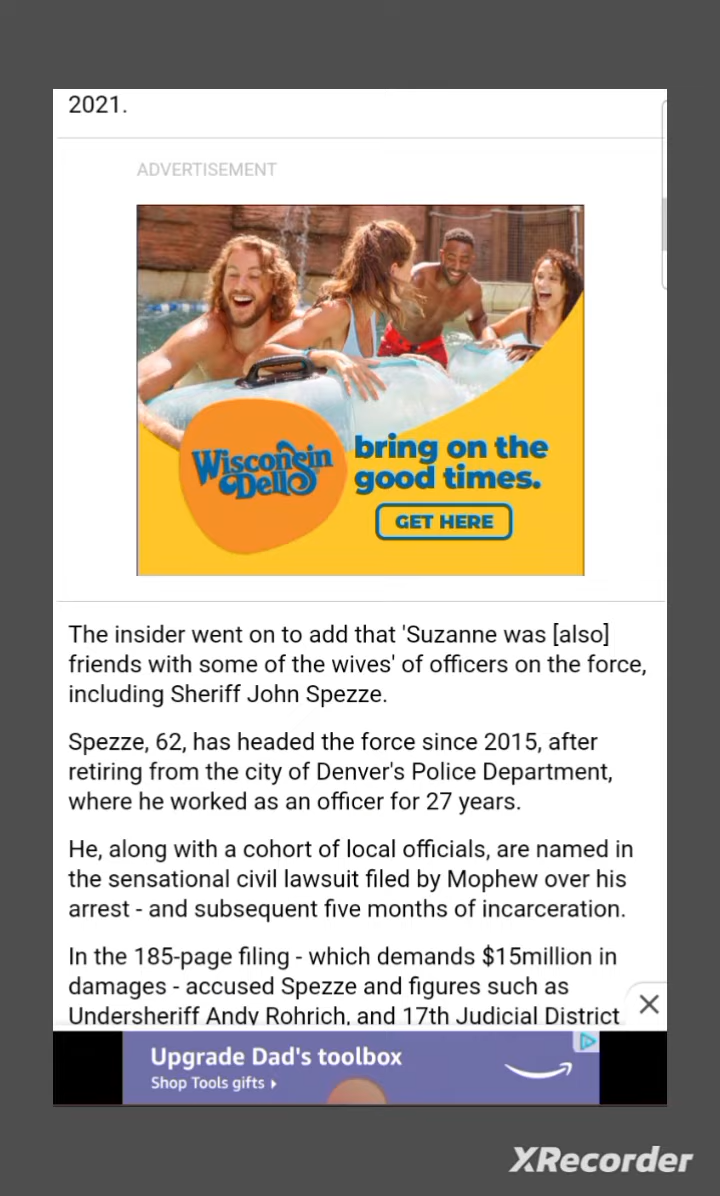 2021.
ADVERTISEMENT
Wisconsin
Dells
bring on the
good times.
GET HERE
The insider went on to add that 'Suzanne was [also]
friends with some of the wives' of officers on the force,
including Sheriff John Spezze.
Spezze, 62, has headed the force since 2015, after
retiring from the city of Denver's Police Department,
where he worked as an officer for 27 years.
He, along with a cohort of local officials, are named in
the sensational civil lawsuit filed by Mophew over his
arrest - and subsequent five months of incarceration.
In the 185-page filing - which demands $15million in
damages - accused Spezze and figures such as
Undersheriff Andy Rohrich, and 17th Judicial District
Upgrade Dad's toolbox
Shop Tools gifts
XRecorder